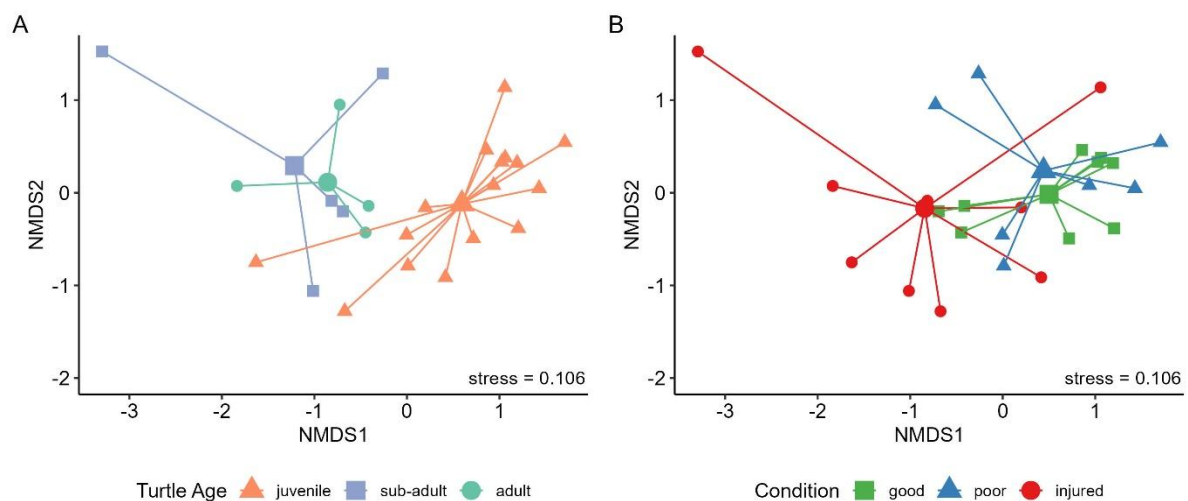 A
B
NMDS2
1
0
-1
-2
stress = 0.106
-3
-2
-1
0
1
NMDS1
Turtle Age juvenile sub-adult adult
NMDS2
1
0
-1
-2
stress = 0.106
-3
-2
-1
0
1
NMDS1
Condition good poor injured